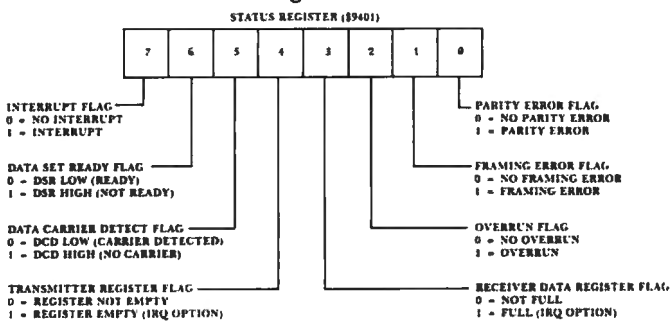 STATUS REGISTER ($9401)
7 6 5 4 3 2 1 0
INTERRUPT FLAG
0 = NO INTERRUPT
1 = INTERRUPT
PARITY ERROR FLAG
0 = NO PARITY ERROR
1 = PARITY ERROR
DATA SET READY FLAG
0 = DSR LOW (READY)
1 = DSR HIGH (NOT READY)
FRAMING ERROR FLAG
0 = NO FRAMING ERROR
1 = FRAMING ERROR
DATA CARRIER DETECT FLAG
0 = DCD LOW (CARRIER DETECTED)
1 = DCD HIGH (NO CARRIER)
OVERRUN FLAG
0 = NO OVERRUN
1 = OVERRUN
TRANSMITTER REGISTER FLAG
0 = REGISTER NOT EMPTY
1 = REGISTER EMPTY (IRQ OPTION)
RECEIVER DATA REGISTER FLAG
0 = NOT FULL
1 = FULL (IRQ OPTION)